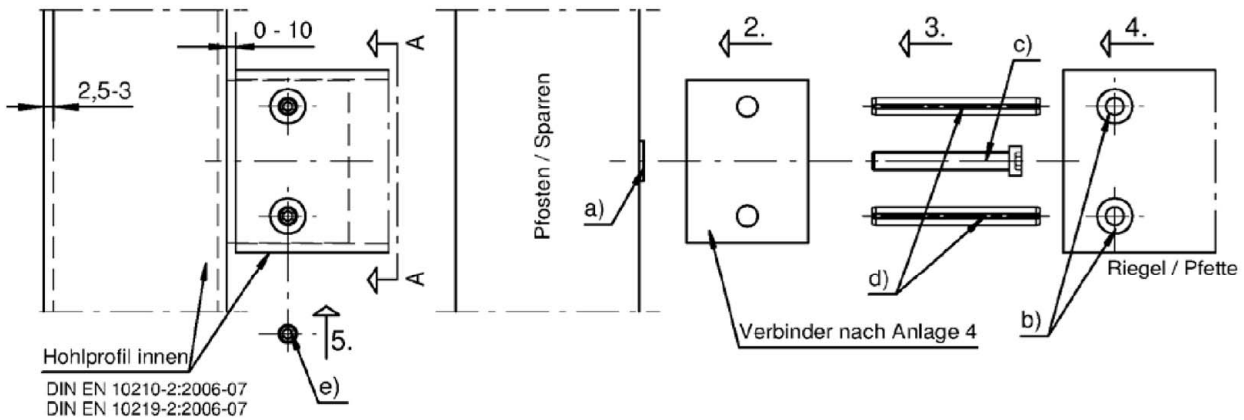 0 - 10
A
2,5-3
A
5.
e)
Hohlprofil innen
DIN EN 10210-2:2006-07
DIN EN 10219-2:2006-07
Pfosten / Sparren
a)
2.
Verbinder nach Anlage 4
3.
c)
d)
4.
Riegel / Pfette
b)